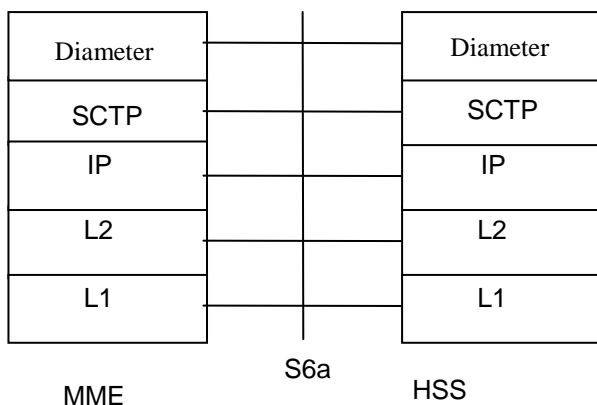 Diameter
Diameter
SCTP
SCTP
IP
IP
L2
L2
L1
L1
S6a
MME
HSS